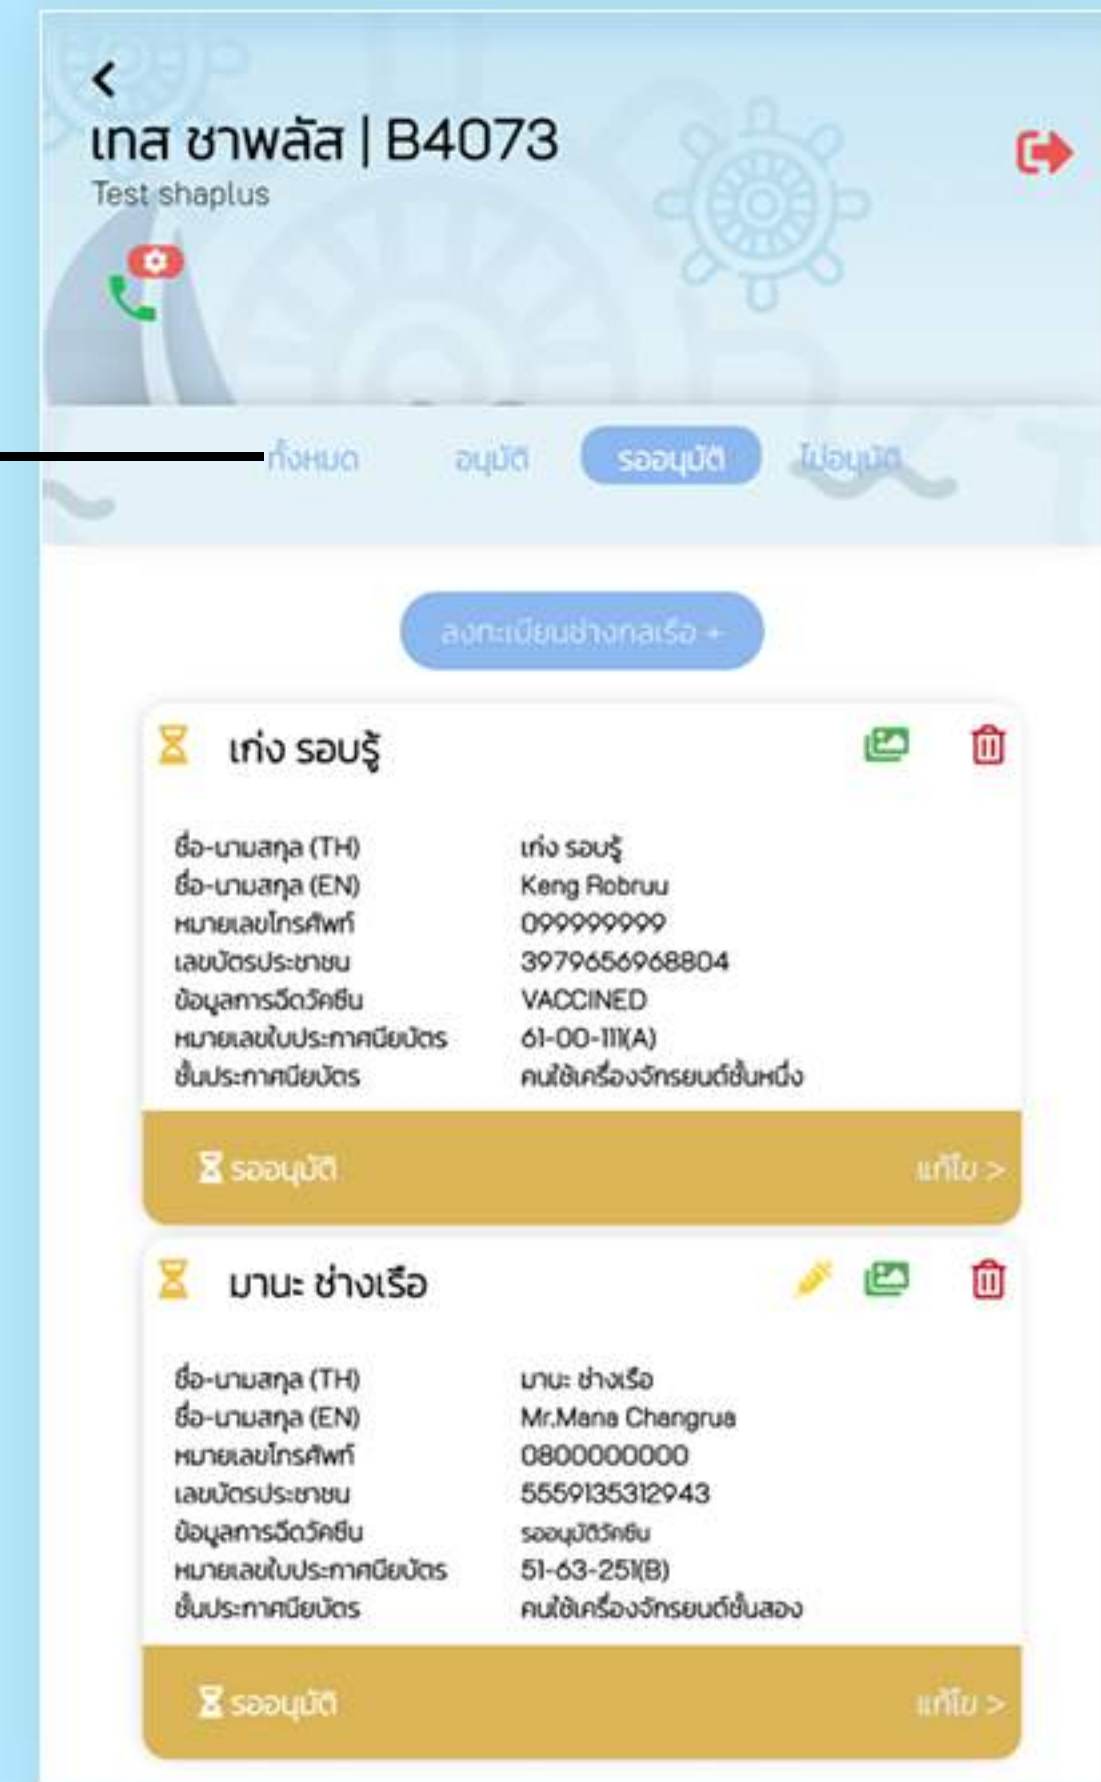 เทส ชาพลัส | B4073
Test shaplus
ทั้งหมด อนุมัติ รออนุมัติ ไม่อนุมัติ
ลงทะเบียนช่างกลเรือ +
เก่ง รอบรู้
ชื่อ-นามสกุล (TH) เก่ง รอบรู้
ชื่อ-นามสกุล (EN) Keng Robruu
หมายเลขโทรศัพท์ 099999999
เลขบัตรประชาชน 3979656968804
ข้อมูลการฉีดวัคซีน VACCINED
หมายเลขใบประกาศนียบัตร 61-00-111(A)
ชั้นประกาศนียบัตร คนใช้เครื่องจักรยนต์ชั้นหนึ่ง
รออนุมัติ แก้ไข >
มานะ ช่างเรือ
ชื่อ-นามสกุล (TH) มานะ ช่างเรือ
ชื่อ-นามสกุล (EN) Mr.Mana Changrua
หมายเลขโทรศัพท์ 0800000000
เลขบัตรประชาชน 5559135312943
ข้อมูลการฉีดวัคซีน รออนุมัติวัคซีน
หมายเลขใบประกาศนียบัตร 51-63-251(B)
ชั้นประกาศนียบัตร คนใช้เครื่องจักรยนต์ชั้นสอง
รออนุมัติ แก้ไข >